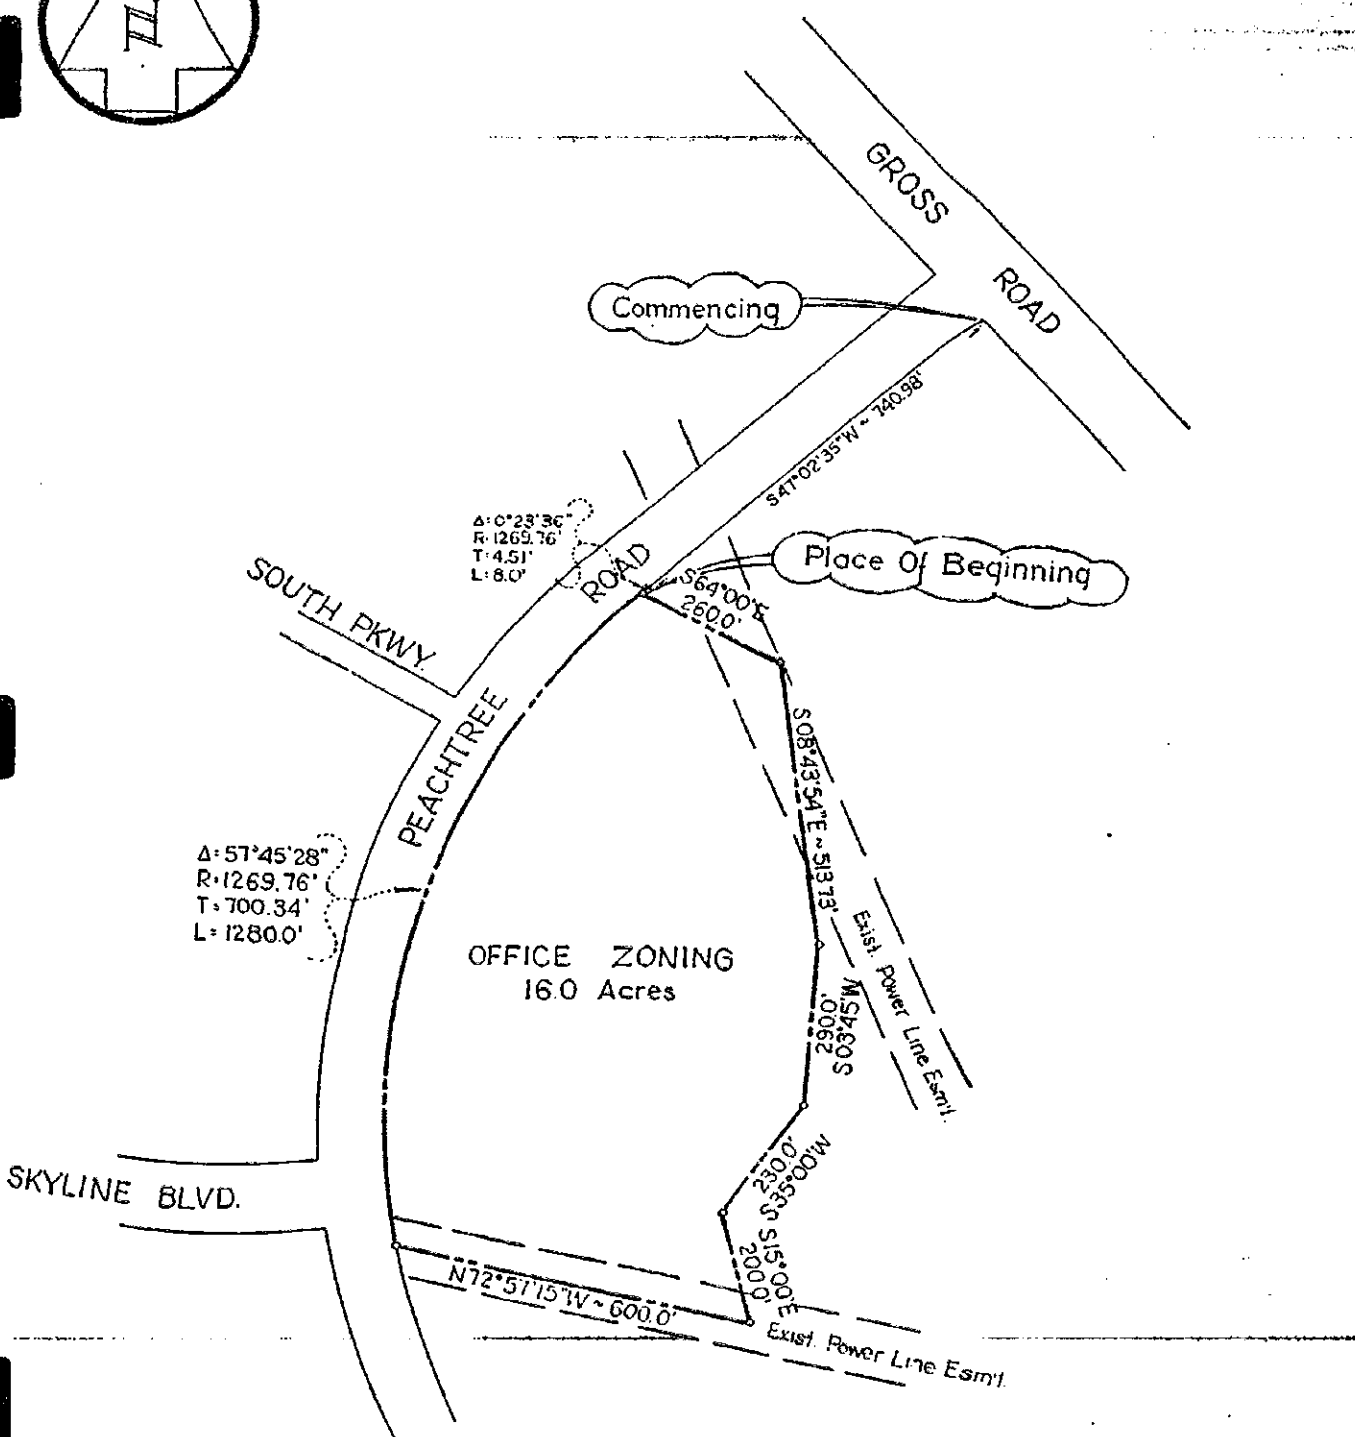 N
GROSS
ROAD
Commencing
S47°02'35"W ~ 740.98'
Δ: 0°23'36"
R: 1269.76'
T: 4.51'
L: 8.0'
ROAD
Place Of Beginning
S64°00'E
260.0'
SOUTH PKWY.
PEACHTREE
S08°43'54"E ~ 513.73'
Δ: 57°45'28"
R: 1269.76'
T: 700.34'
L: 1280.0'
OFFICE ZONING
16.0 Acres
Exist. Power Line Esm't.
290.0'
S03°45'W
230.0'
S35°00'W
SKYLINE BLVD.
S15°00'E
200.0'
N72°57'15"W ~ 600.0'
Exist. Power Line Esm't.